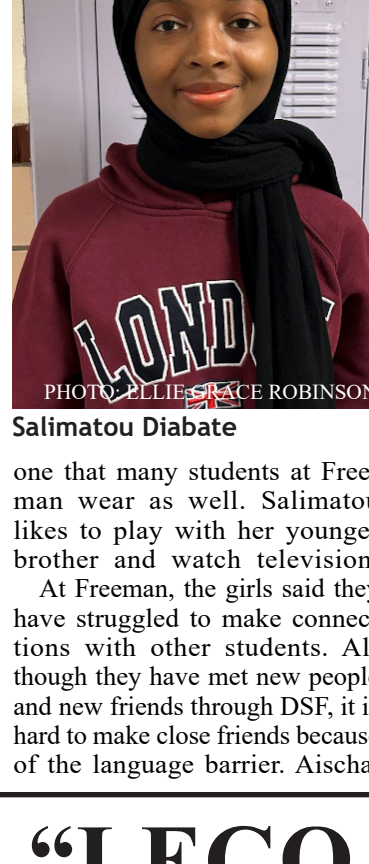 LOND
PHOTO: ELLIE GRACE ROBINSON
Salimatou Diabate
one that many students at Free
man wear as well. Salimatou
likes to play with her younge
brother and watch television
At Freeman, the girls said they
have struggled to make connec
tions with other students. Al
though they have met new people
and new friends through DSF, it i
hard to make close friends because
of the language barrier. Aischa
“LEGO